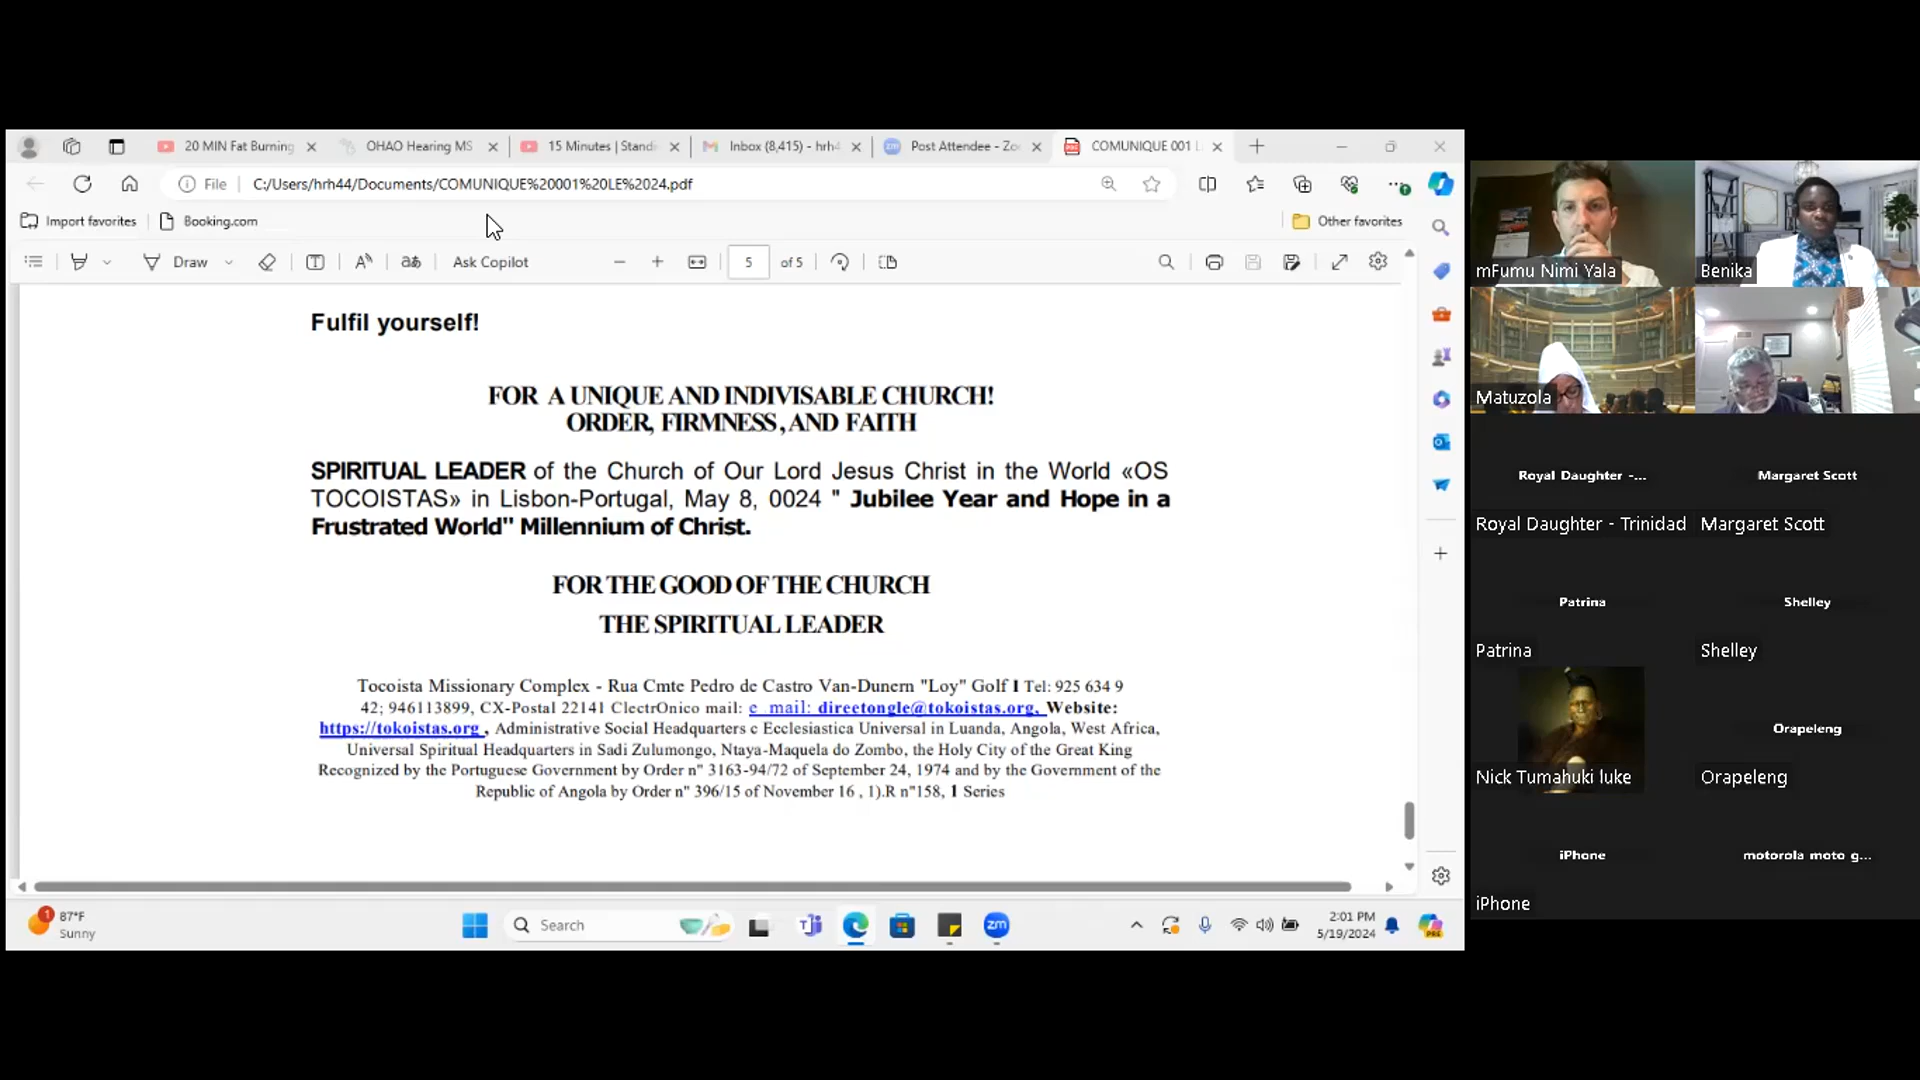 20 MIN Fat Burning
OHAO Hearing MS
15 Minutes | Stand
Inbox (8,415) - hrh4
Post Attendee - Zo
COMUNIQUE 001 L
File
C:/Users/hrh44/Documents/COMUNIQUE%20001%20LE%2024.pdf
Import favorites
Booking.com
Other favorites
Draw
Ask Copilot
5 of 5
Fulfil yourself!
FOR A UNIQUE AND INDIVISABLE CHURCH!
ORDER, FIRMNESS, AND FAITH
SPIRITUAL LEADER of the Church of Our Lord Jesus Christ in the World «OS
TOCOISTAS» in Lisbon-Portugal, May 8, 0024 " Jubilee Year and Hope in a
Frustrated World" Millennium of Christ.
FOR THE GOOD OF THE CHURCH
THE SPIRITUAL LEADER
Tocoista Missionary Complex - Rua Cmte Pedro de Castro Van-Dunern "Loy" Golf 1 Tel: 925 634 9
42; 946113899, CX-Postal 22141 ClectrOnico mail: e mail: direetongle@tokoistas.org, Website:
https://tokoistas.org , Administrative Social Headquarters c Ecclesiastica Universal in Luanda, Angola, West Africa,
Universal Spiritual Headquarters in Sadi Zulumongo, Ntaya-Maquela do Zombo, the Holy City of the Great King
Recognized by the Portuguese Government by Order n" 3163-94/72 of September 24, 1974 and by the Government of the
Republic of Angola by Order n" 396/15 of November 16 , 1).R n"158, 1 Series
1
87°F
Sunny
Search
2:01 PM
5/19/2024
mFumu Nimi Yala
Benika
Matuzola
Royal Daughter -...
Margaret Scott
Royal Daughter - Trinidad
Margaret Scott
Patrina
Shelley
Patrina
Shelley
Orapeleng
Nick Tumahuki luke
Orapeleng
iPhone
motorola moto g...
iPhone